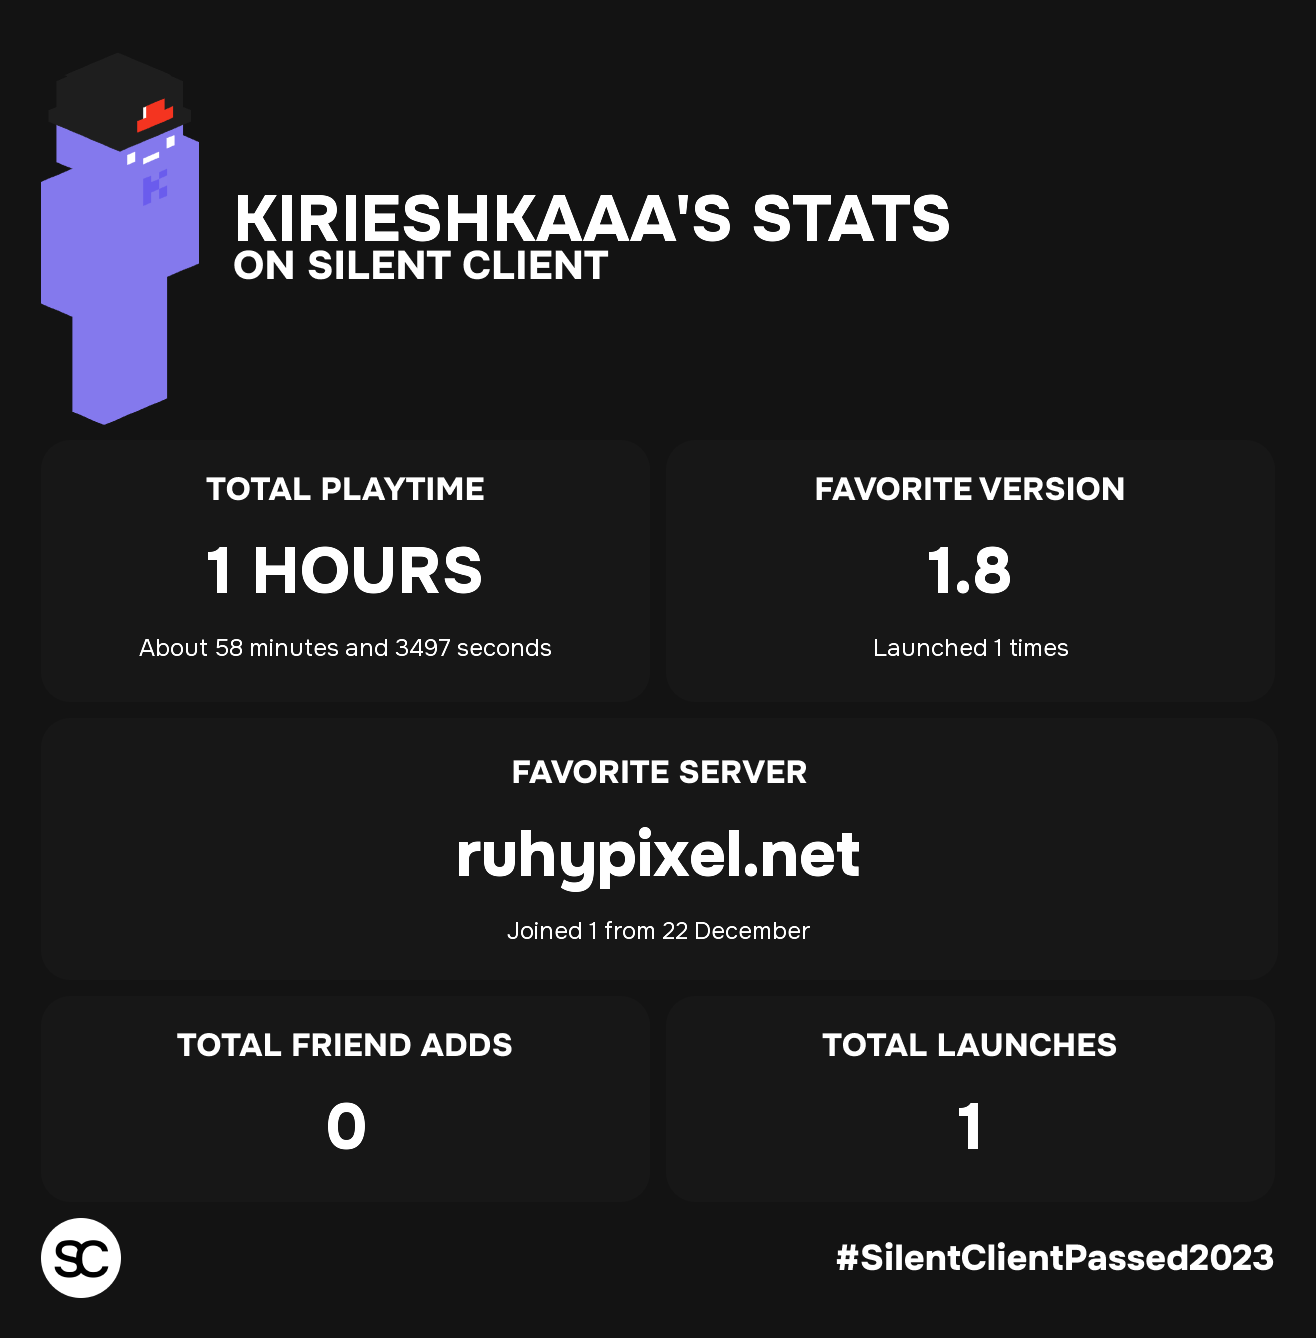 KIRIESHKAAA'S STATS
ON SILENT CLIENT
TOTAL PLAYTIME
1 HOURS
About 58 minutes and 3497 seconds
FAVORITE VERSION
1.8
Launched 1 times
FAVORITE SERVER
ruhypixel.net
Joined 1 from 22 December
TOTAL FRIEND ADDS
0
TOTAL LAUNCHES
1
SC
#SilentClientPassed2023